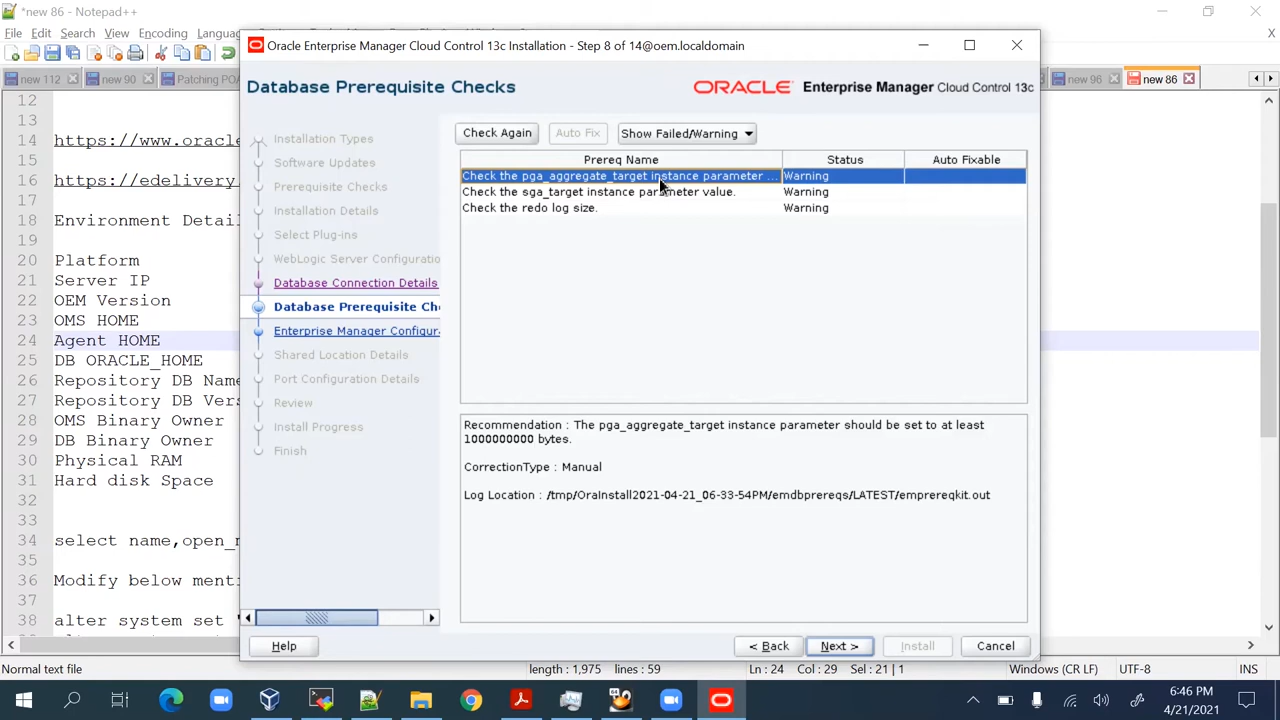 *new 86 - Notepad++
File Edit Search View Encoding
new 112
new 90
new 96
new 86
Oracle Enterprise Manager Cloud Control 13c Installation - Step 8 of 14@oem.localdomain
Database Prerequisite Checks
ORACLE Enterprise Manager Cloud Control 13c
Installation Types
Software Updates
Prerequisite Checks
Installation Details
Select Plug-ins
WebLogic Server Configuratio
Database Connection Details
Database Prerequisite Ch
Enterprise Manager Configur
Shared Location Details
Port Configuration Details
Review
Install Progress
Finish
Check Again Auto Fix Show Failed/Warning
Prereq Name Status Auto Fixable
Check the pga_aggregate_target instance parameter ... Warning
Check the sga_target instance parameter value. Warning
Check the redo log size. Warning
Recommendation : The pga_aggregate_target instance parameter should be set to at least
1000000000 bytes.
CorrectionType : Manual
Log Location : /tmp/OraInstall2021-04-21_06-33-54PM/emdbprereqs/LATEST/emprereqkit.out
Help < Back Next > Install Cancel
12
13
14 https://www.oracle
15
16 https://edelivery
17
18 Environment Detai
19
20 Platform
21 Server IP
22 OEM Version
23 OMS HOME
24 Agent HOME
25 DB ORACLE_HOME
26 Repository DB Name
27 Repository DB Ver
28 OMS Binary Owner
29 DB Binary Owner
30 Physical RAM
31 Hard disk Space
32
33
34 select name,open_
35
36 Modify below menti
37
38 alter system set
Normal text file length : 1,975 lines : 59 Ln : 24 Col : 29 Sel : 21 | 1 Windows (CR LF) UTF-8 INS
6:46 PM
4/21/2021